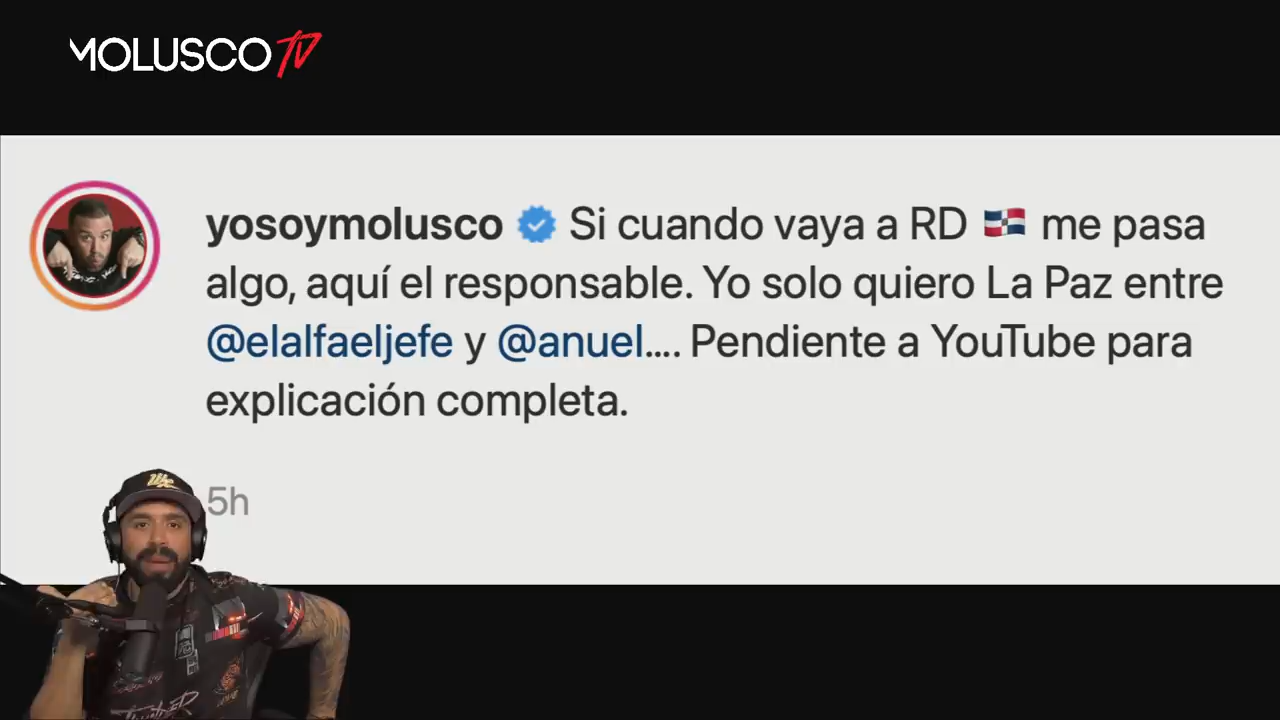 MOLUSCO TV
yosoymolusco Si cuando vaya a RD 🇩🇴 me pasa
algo, aquí el responsable. Yo solo quiero La Paz entre
@elalfaeljefe y @anuel.... Pendiente a YouTube para
explicación completa.
5h